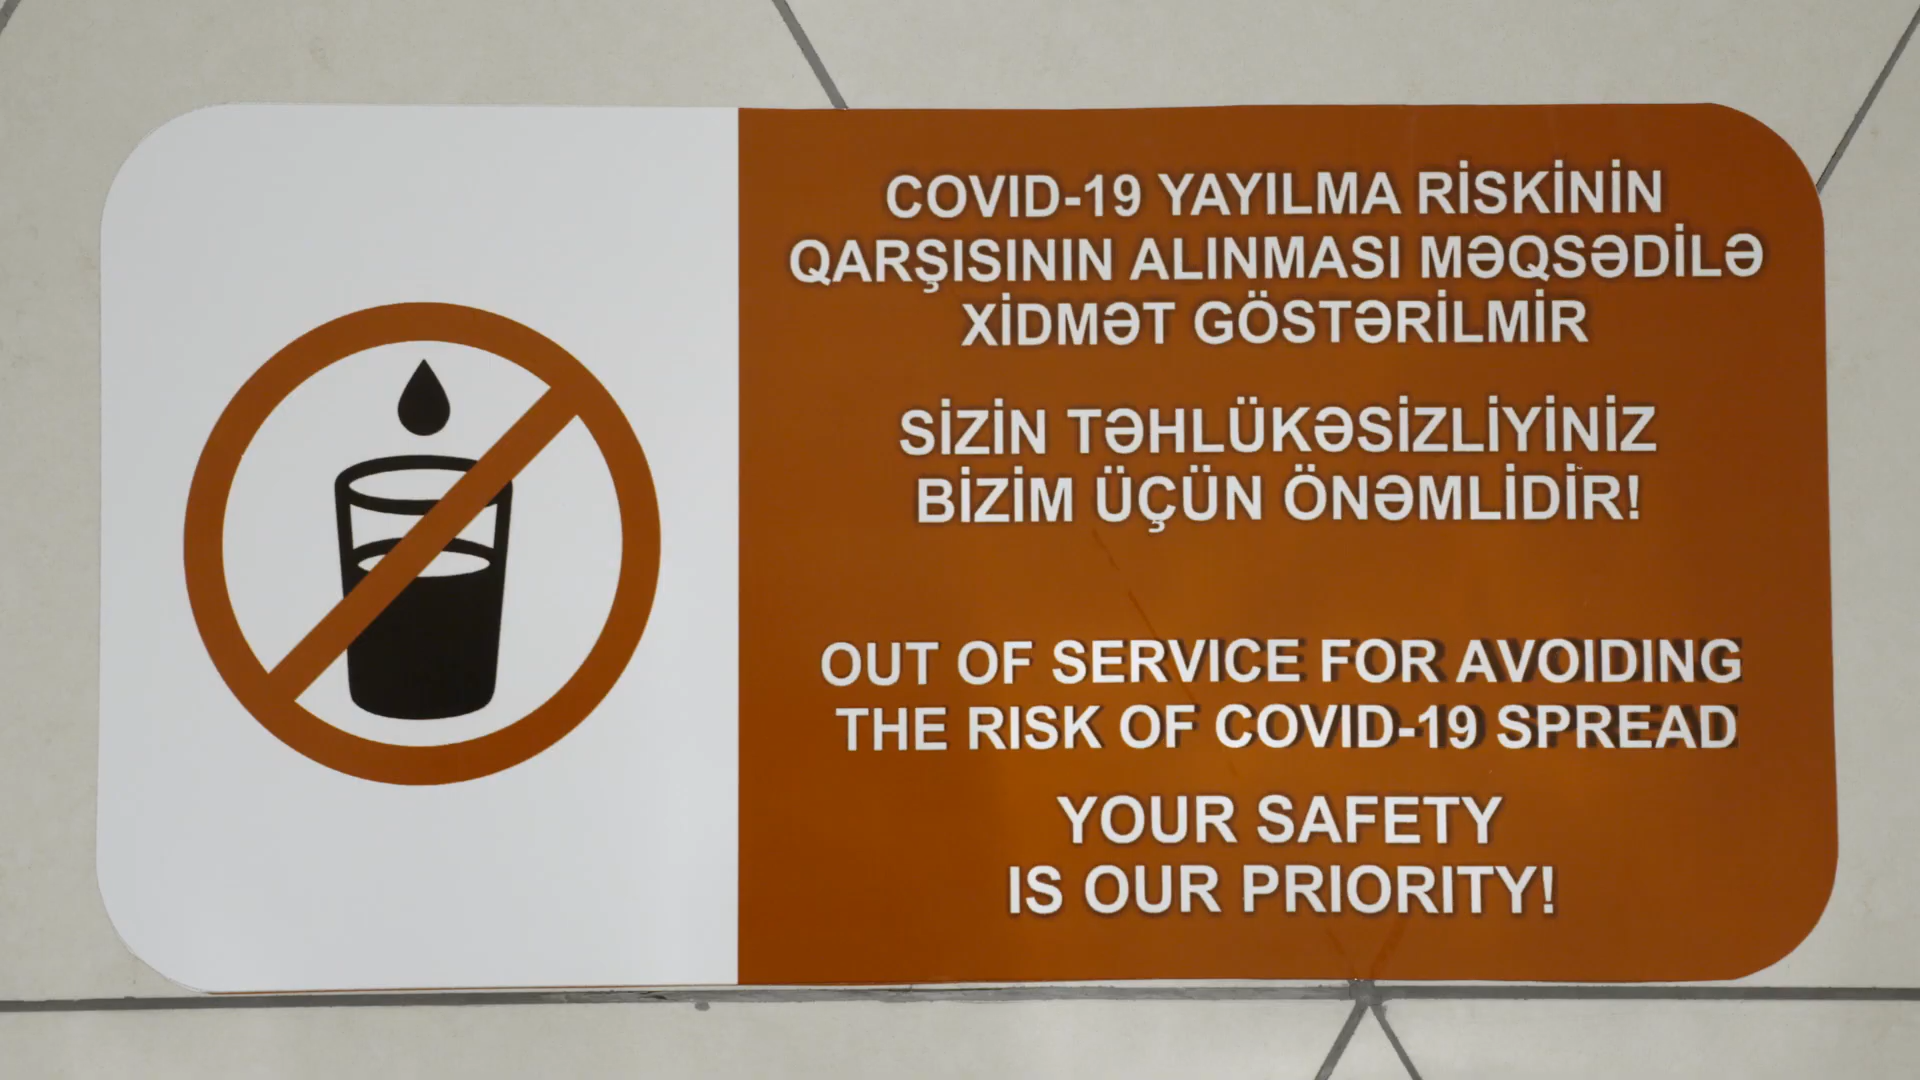 COVID-19 YAYILMA RİSKİNİN
QARŞISININ ALINMASI MƏQSƏDİLƏ
XİDMƏT GÖSTƏRİLMİR
SİZİN TƏHLÜKƏSİZLİYİNİZ
BİZİM ÜÇÜN ÖNƏMLİDİR!
OUT OF SERVICE FOR AVOIDING
THE RISK OF COVID-19 SPREAD
YOUR SAFETY
IS OUR PRIORITY!